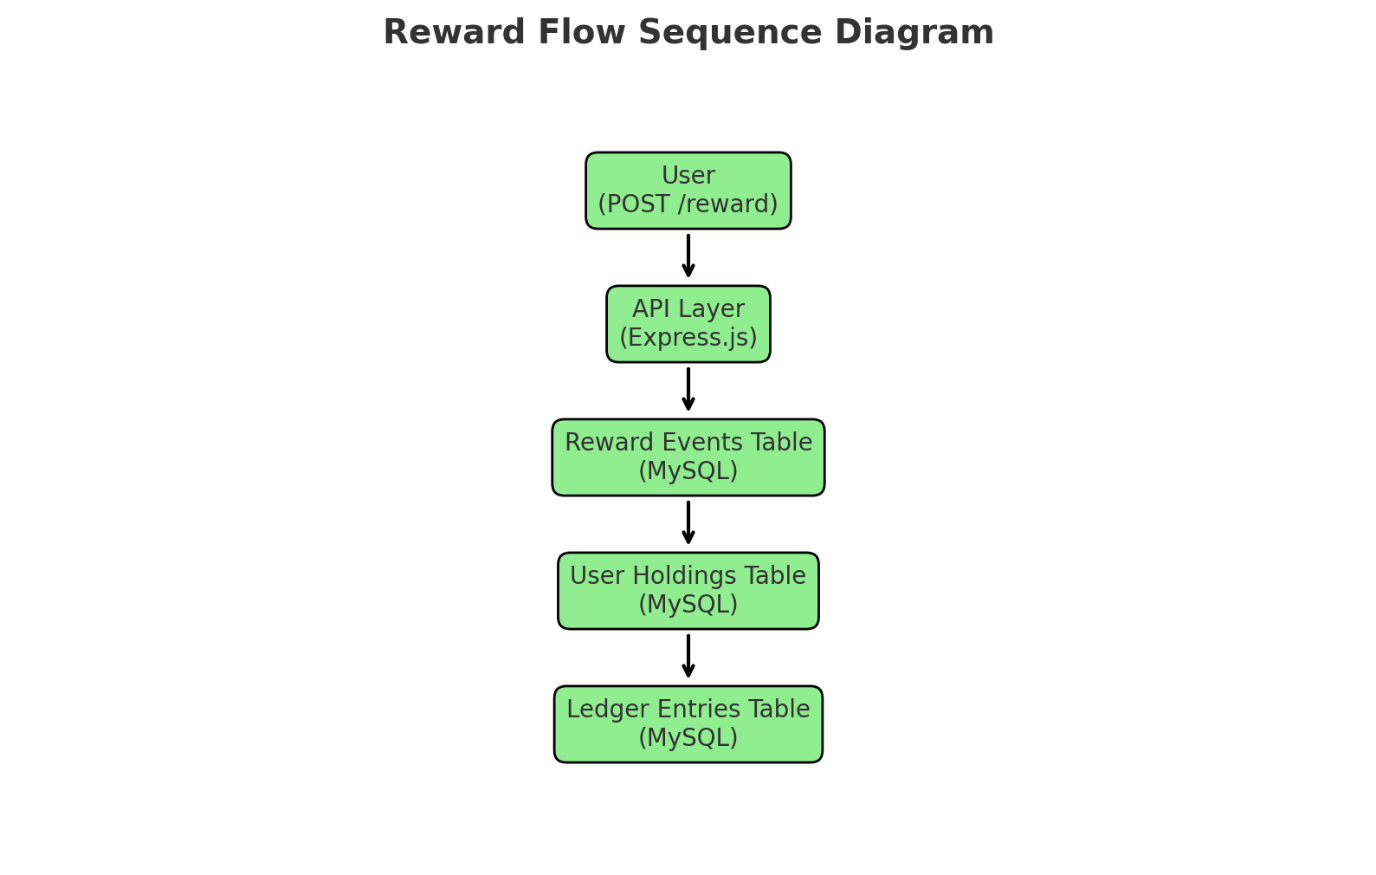 Reward Flow Sequence Diagram
User
(POST /reward)
API Layer
(Express.js)
Reward Events Table
(MySQL)
User Holdings Table
(MySQL)
Ledger Entries Table
(MySQL)